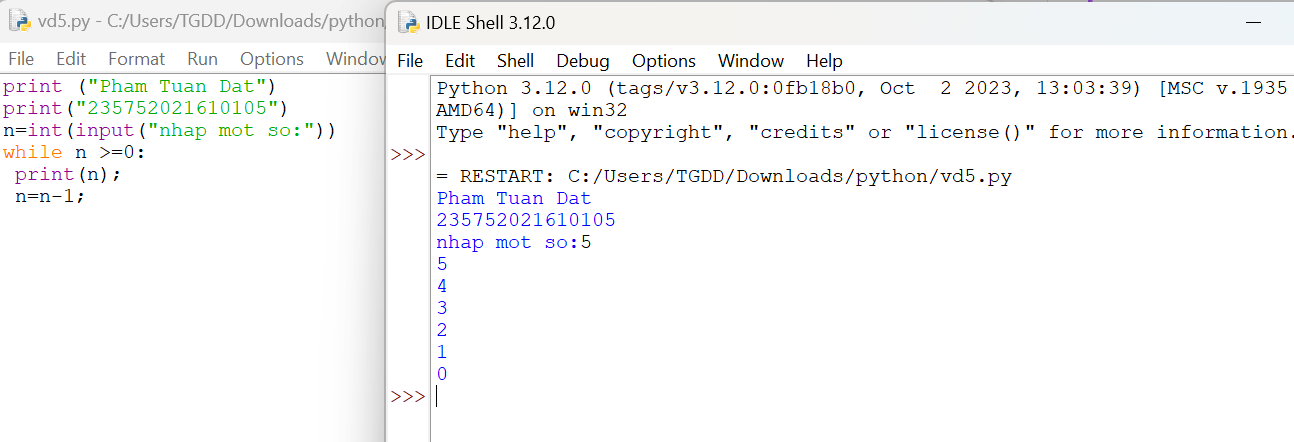 vd5.py - C:/Users/TGDD/Downloads/python
File Edit Format Run Options Window
print ("Pham Tuan Dat")
print("235752021610105")
n=int(input("nhap mot so:"))
while n >=0:
 print(n);
 n=n-1;
IDLE Shell 3.12.0
File Edit Shell Debug Options Window Help
Python 3.12.0 (tags/v3.12.0:0fb18b0, Oct  2 2023, 13:03:39) [MSC v.1935
AMD64)] on win32
Type "help", "copyright", "credits" or "license()" for more information.
>>>
= RESTART: C:/Users/TGDD/Downloads/python/vd5.py
Pham Tuan Dat
235752021610105
nhap mot so:5
5
4
3
2
1
0
>>>